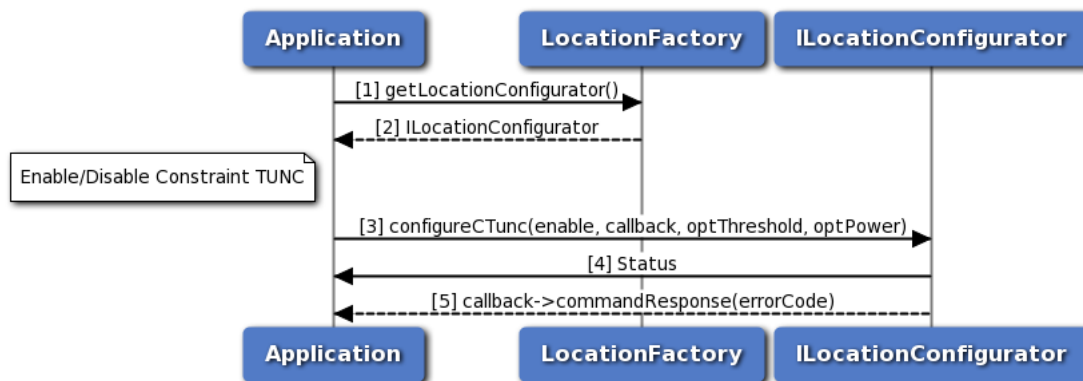 Application
LocationFactory
ILocationConfigurator
[1] getLocationConfigurator()
[2] ILocationConfigurator
Enable/Disable Constraint TUNC
[3] configureCTunc(enable, callback, optThreshold, optPower)
[4] Status
[5] callback->commandResponse(errorCode)
Application
LocationFactory
ILocationConfigurator